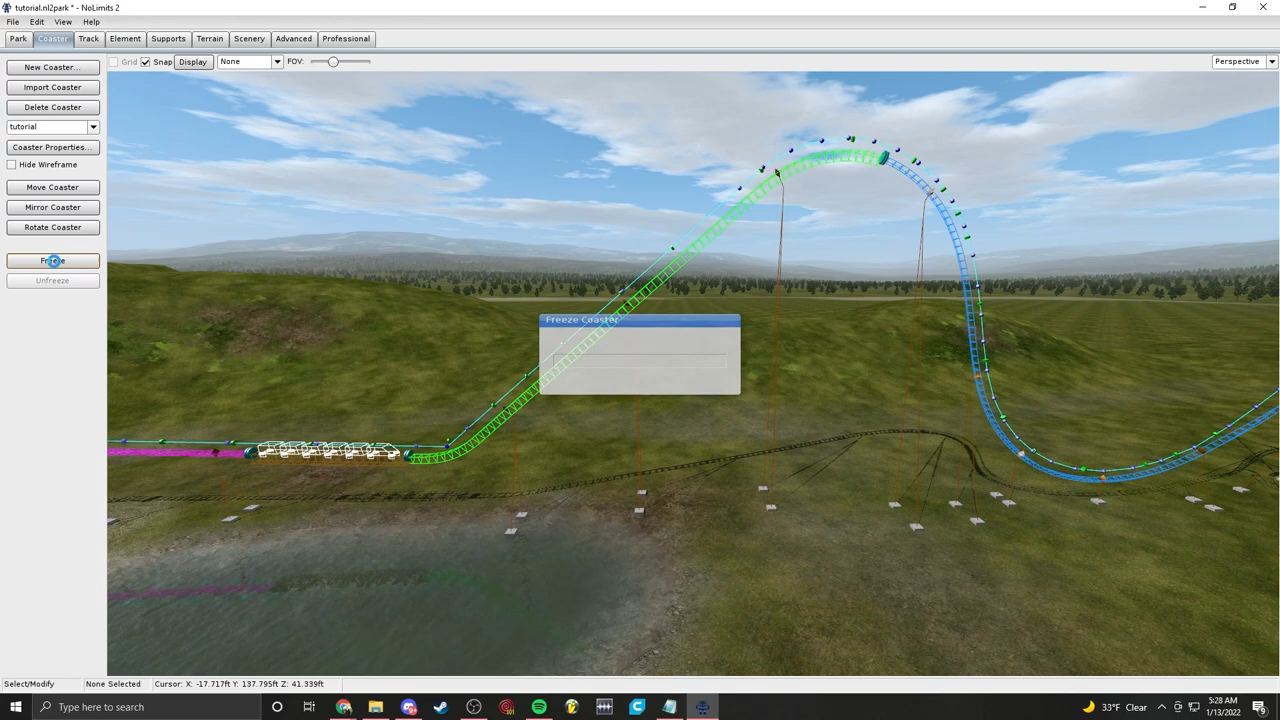 tutorial.nl2park * - NoLimits 2
File Edit View Help
Park Coaster Track Element Supports Terrain Scenery Advanced Professional
New Coaster...
Import Coaster
Delete Coaster
tutorial
Coaster Properties...
Hide Wireframe
Move Coaster
Mirror Coaster
Rotate Coaster
Freeze
Unfreeze
Grid Snap Display None FOV: Perspective
Freeze Coaster
Select/Modify None Selected Cursor: X: -17.717ft Y: 137.795ft Z: 41.339ft
Type here to search
33°F Clear
5:28 AM
1/13/2022